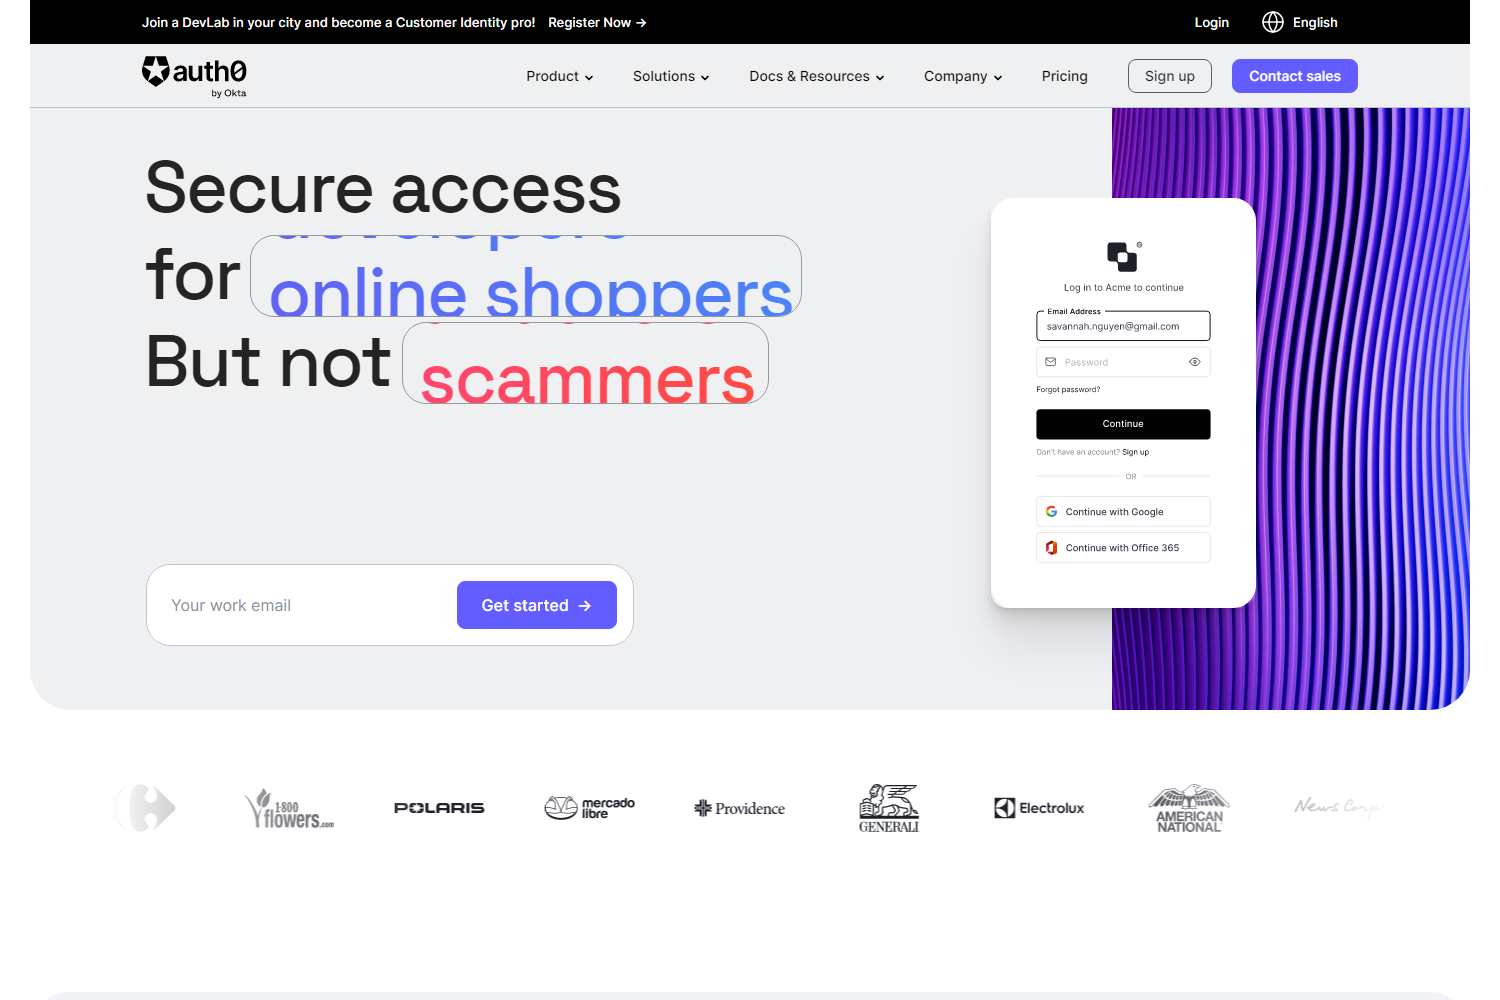 Join a DevLab in your city and become a Customer Identity pro! Register Now →
Login
English
auth0
by Okta
Product
Solutions
Docs & Resources
Company
Pricing
Sign up
Contact sales
Secure access
for online shoppers
But not scammers
Your work email
Get started →
Log in to Acme to continue
Email Address
savannah.nguyen@gmail.com
Password
Forgot password?
Continue
Don't have an account? Sign up
OR
Continue with Google
Continue with Office 365
1·800
flowers.com
POLARIS
mercado
libre
Providence
GENERALI
Electrolux
AMERICAN
NATIONAL
News Corp